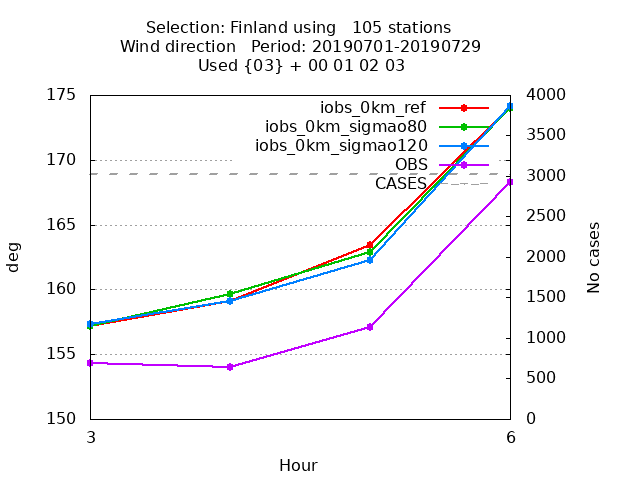 Selection: Finland using   105 stations
Wind direction   Period: 20190701-20190729
Used {03} + 00 01 02 03
iobs_0km_ref
iobs_0km_sigmao80
iobs_0km_sigmao120
OBS
CASES
175
170
165
160
155
150
deg
4000
3500
3000
2500
2000
1500
1000
500
0
No cases
3
6
Hour